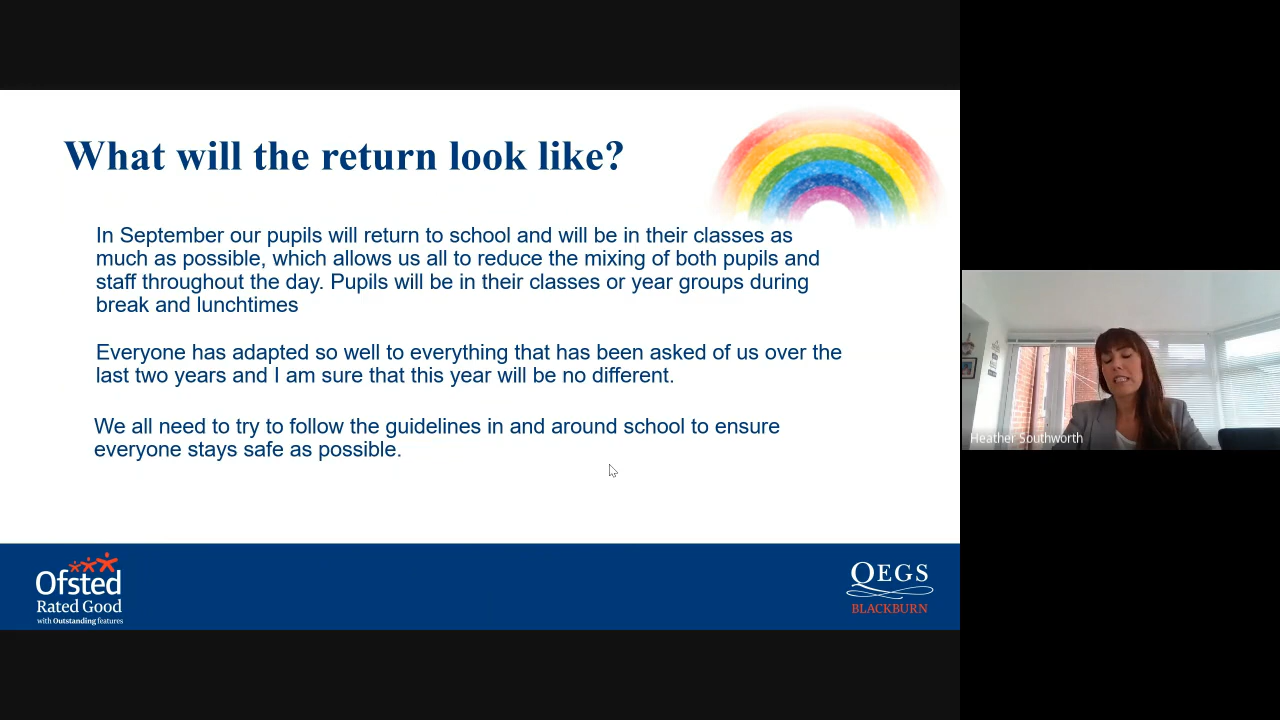 What will the return look like?
In September our pupils will return to school and will be in their classes as
much as possible, which allows us all to reduce the mixing of both pupils and
staff throughout the day. Pupils will be in their classes or year groups during
break and lunchtimes
Everyone has adapted so well to everything that has been asked of us over the
last two years and I am sure that this year will be no different.
We all need to try to follow the guidelines in and around school to ensure
everyone stays safe as possible.
Heather Southworth
Ofsted
Rated Good
with Outstanding features
QEGS
BLACKBURN